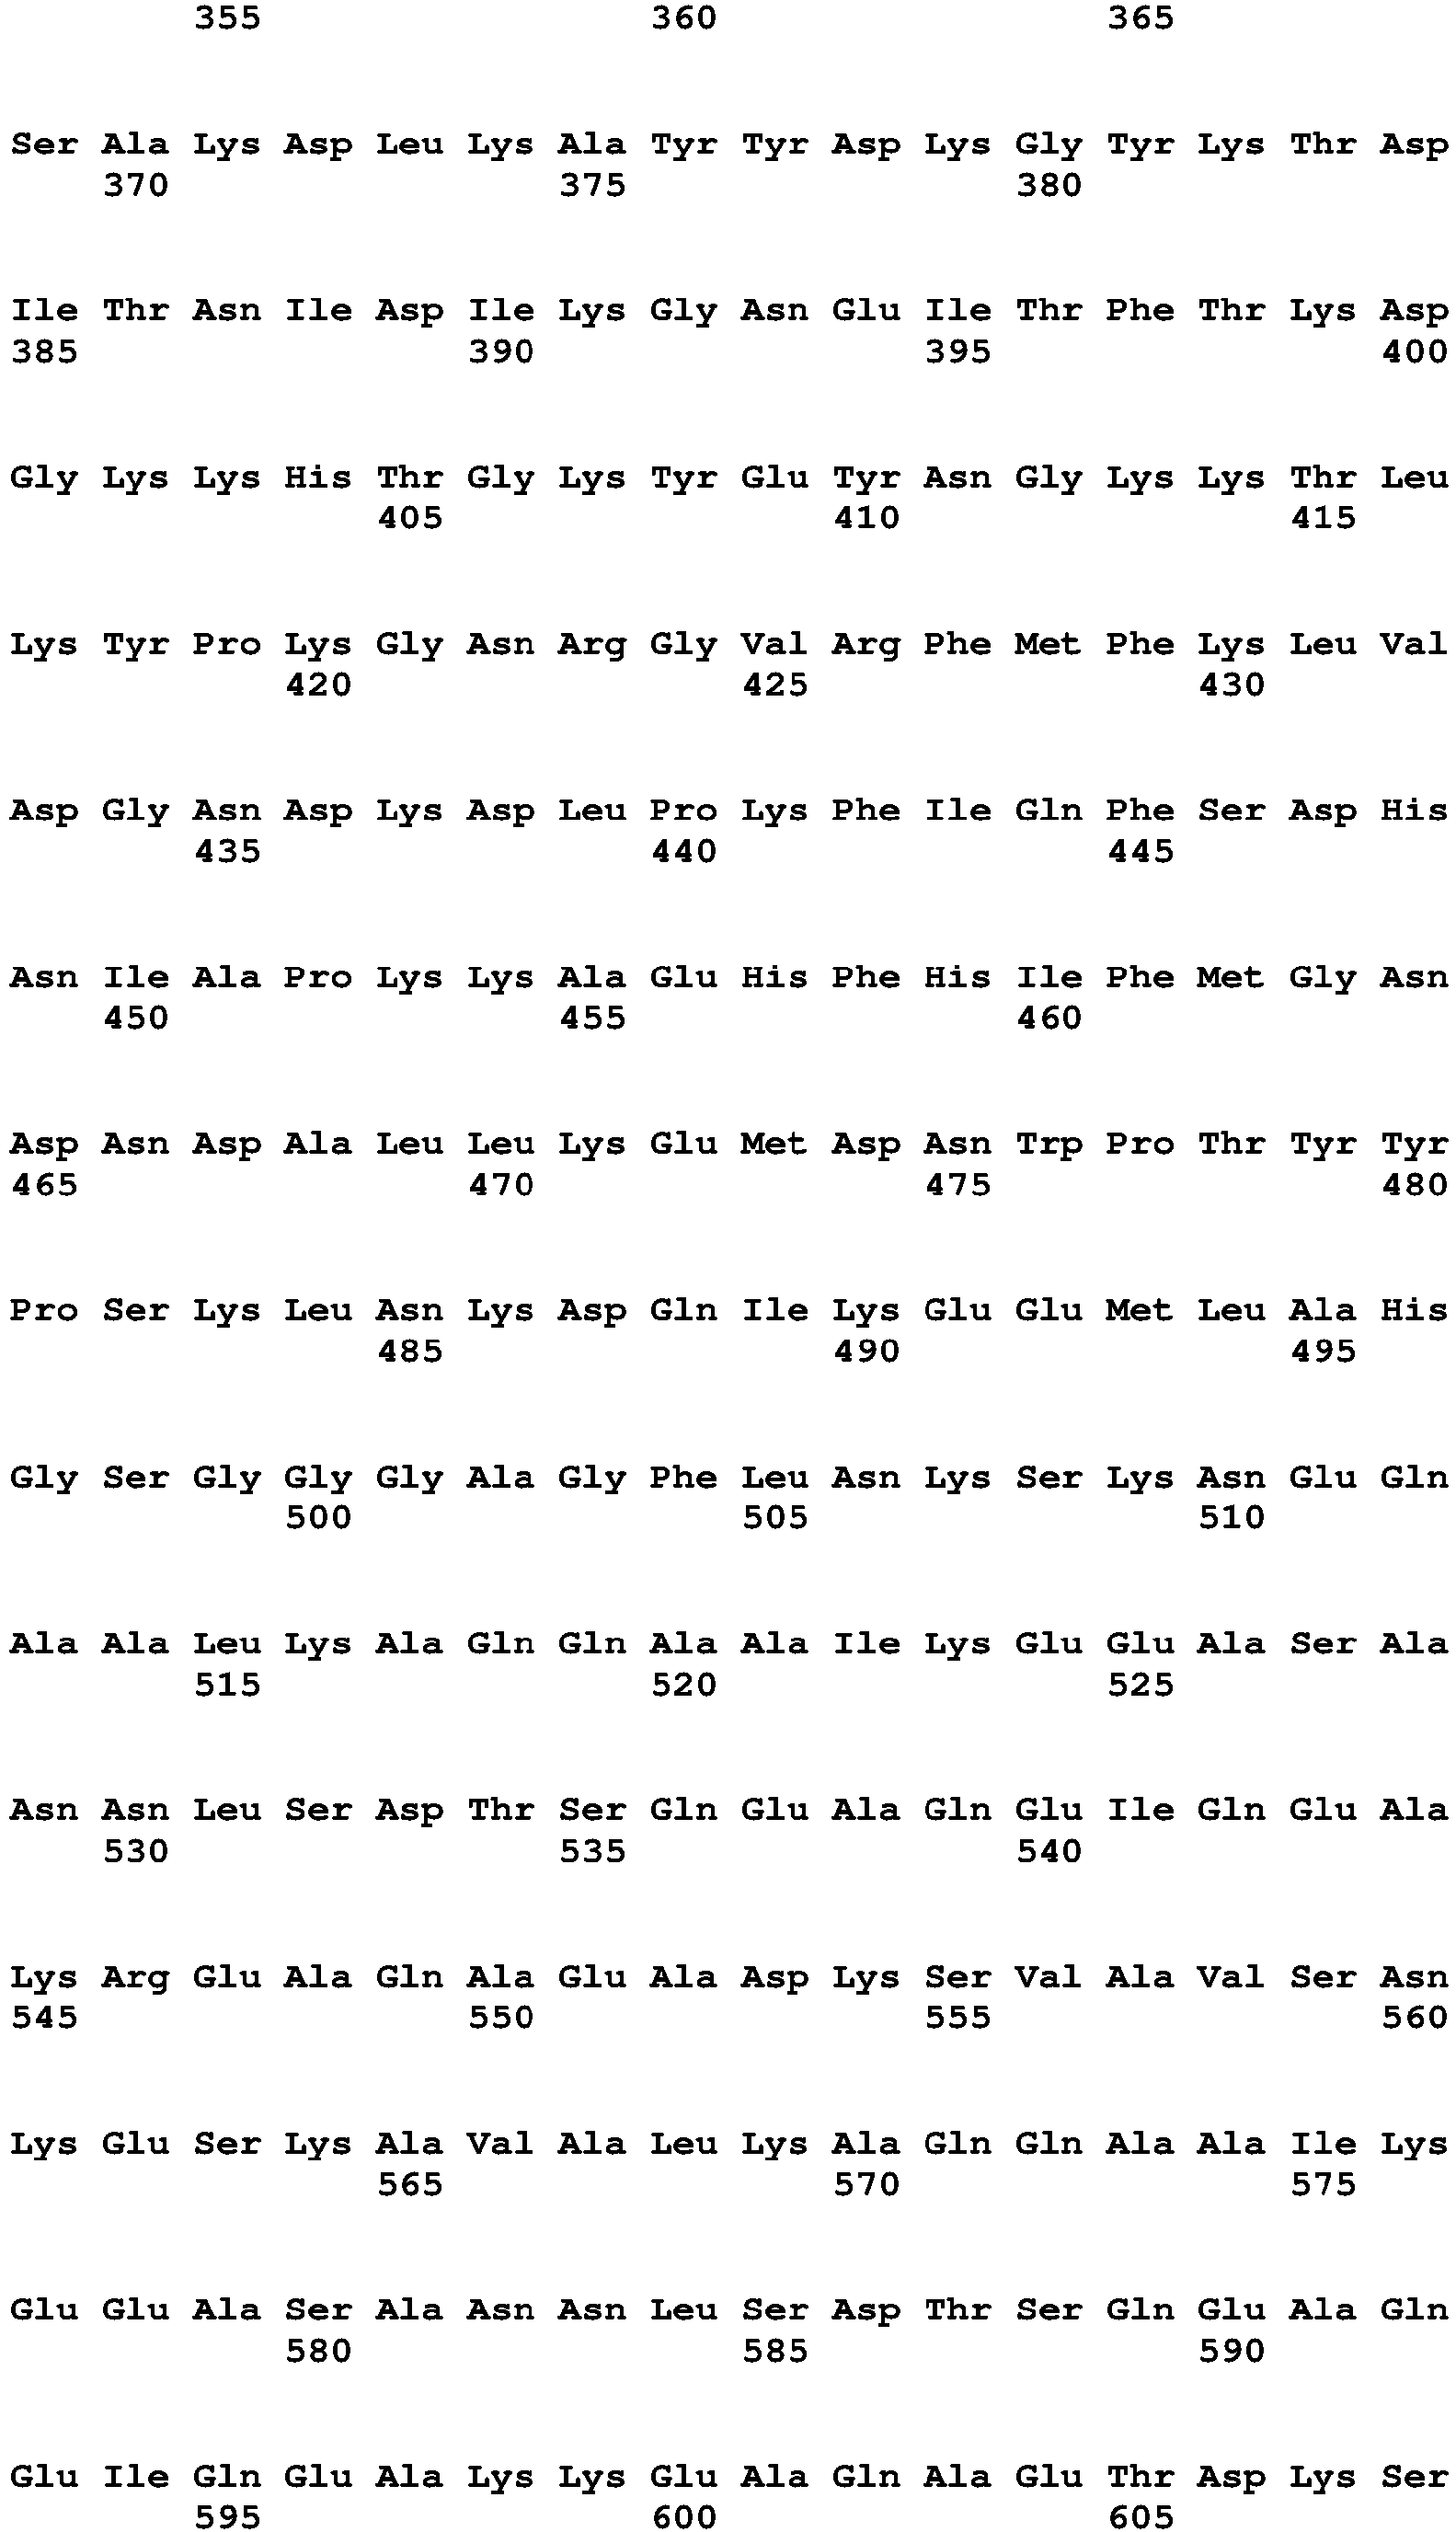 355 360 365
Ser Ala Lys Asp Leu Lys Ala Tyr Tyr Asp Lys Gly Tyr Lys Thr Asp
370 375 380
Ile Thr Asn Ile Asp Ile Lys Gly Asn Glu Ile Thr Phe Thr Lys Asp
385 390 395 400
Gly Lys Lys His Thr Gly Lys Tyr Glu Tyr Asn Gly Lys Lys Thr Leu
405 410 415
Lys Tyr Pro Lys Gly Asn Arg Gly Val Arg Phe Met Phe Lys Leu Val
420 425 430
Asp Gly Asn Asp Lys Asp Leu Pro Lys Phe Ile Gln Phe Ser Asp His
435 440 445
Asn Ile Ala Pro Lys Lys Ala Glu His Phe His Ile Phe Met Gly Asn
450 455 460
Asp Asn Asp Ala Leu Leu Lys Glu Met Asp Asn Trp Pro Thr Tyr Tyr
465 470 475 480
Pro Ser Lys Leu Asn Lys Asp Gln Ile Lys Glu Glu Met Leu Ala His
485 490 495
Gly Ser Gly Gly Gly Ala Gly Phe Leu Asn Lys Ser Lys Asn Glu Gln
500 505 510
Ala Ala Leu Lys Ala Gln Gln Ala Ala Ile Lys Glu Glu Ala Ser Ala
515 520 525
Asn Asn Leu Ser Asp Thr Ser Gln Glu Ala Gln Glu Ile Gln Glu Ala
530 535 540
Lys Arg Glu Ala Gln Ala Glu Ala Asp Lys Ser Val Ala Val Ser Asn
545 550 555 560
Lys Glu Ser Lys Ala Val Ala Leu Lys Ala Gln Gln Ala Ala Ile Lys
565 570 575
Glu Glu Ala Ser Ala Asn Asn Leu Ser Asp Thr Ser Gln Glu Ala Gln
580 585 590
Glu Ile Gln Glu Ala Lys Lys Glu Ala Gln Ala Glu Thr Asp Lys Ser
595 600 605